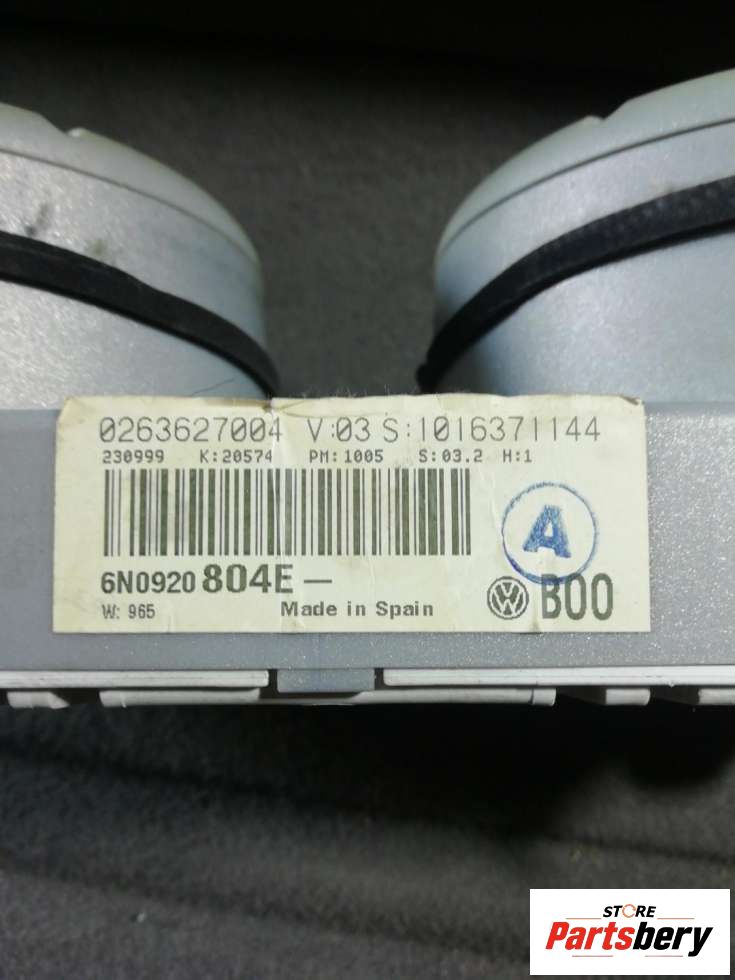 0263627004 V:03 S:1016371144
230999 K:20574 PM:1005 S:03.2 H:1
A
6N0920 804E —
W: 965 Made in Spain B00
STORE
Partsbery